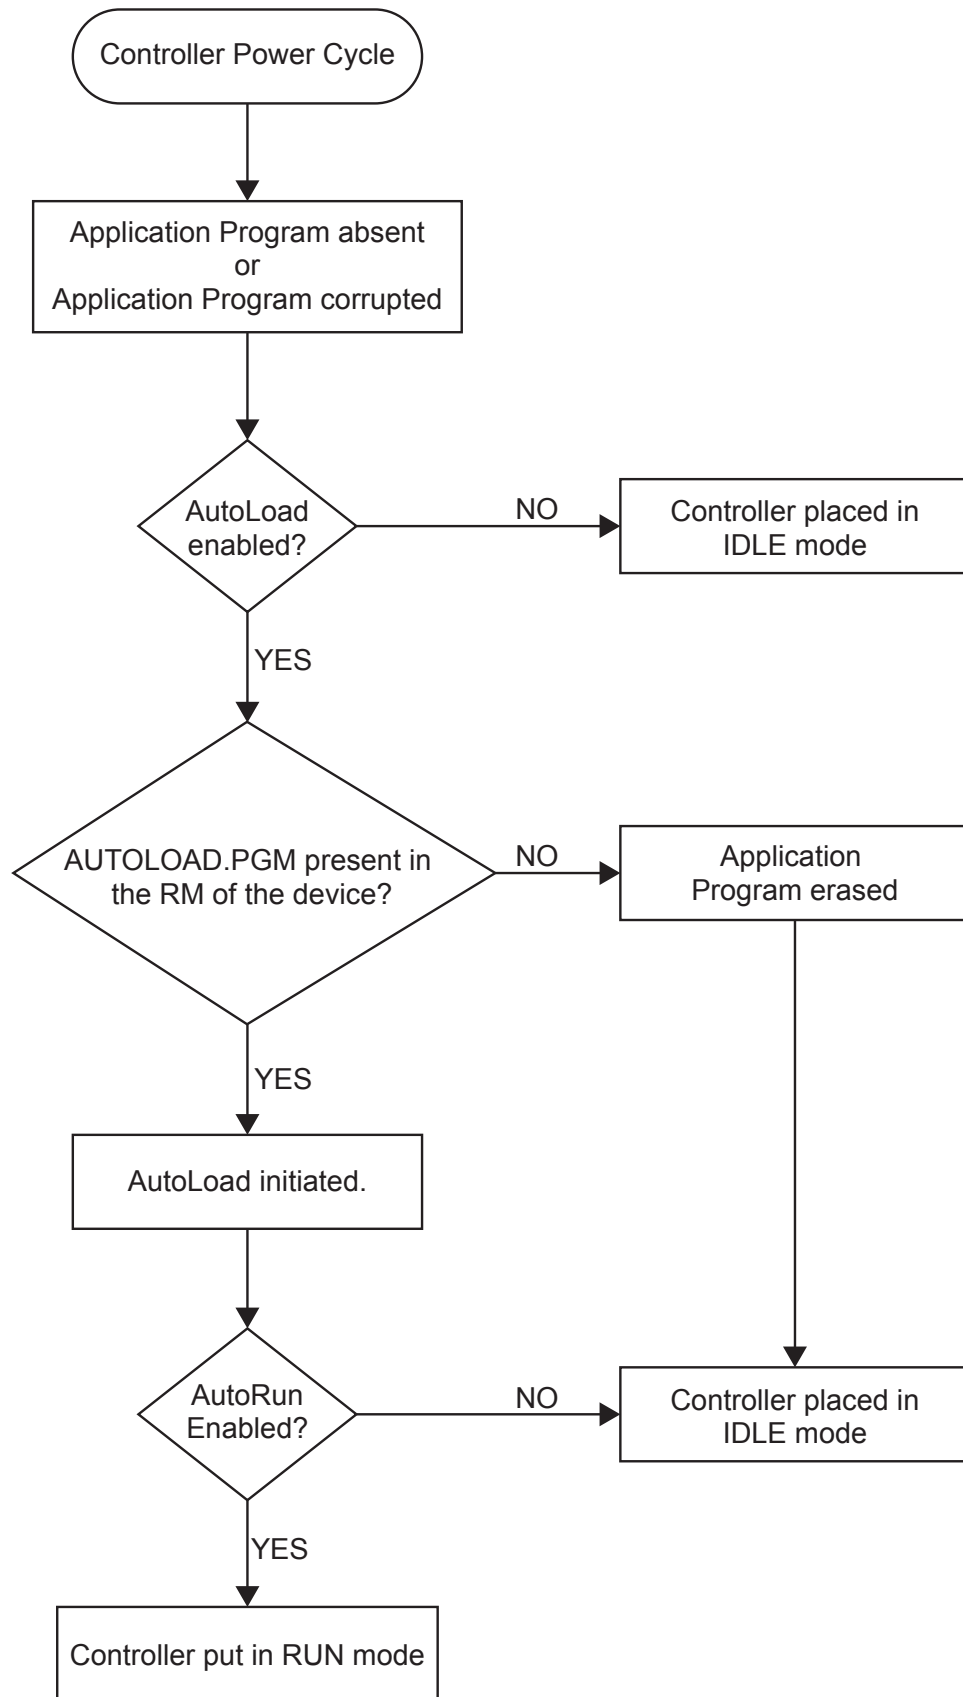 Controller Power Cycle
Application Program absent
or
Application Program corrupted
AutoLoad
enabled?
NO
Controller placed in
IDLE mode
YES
AUTOLOAD.PGM present in
the RM of the device?
NO
Application
Program erased
YES
AutoLoad initiated.
AutoRun
Enabled?
NO
Controller placed in
IDLE mode
YES
Controller put in RUN mode